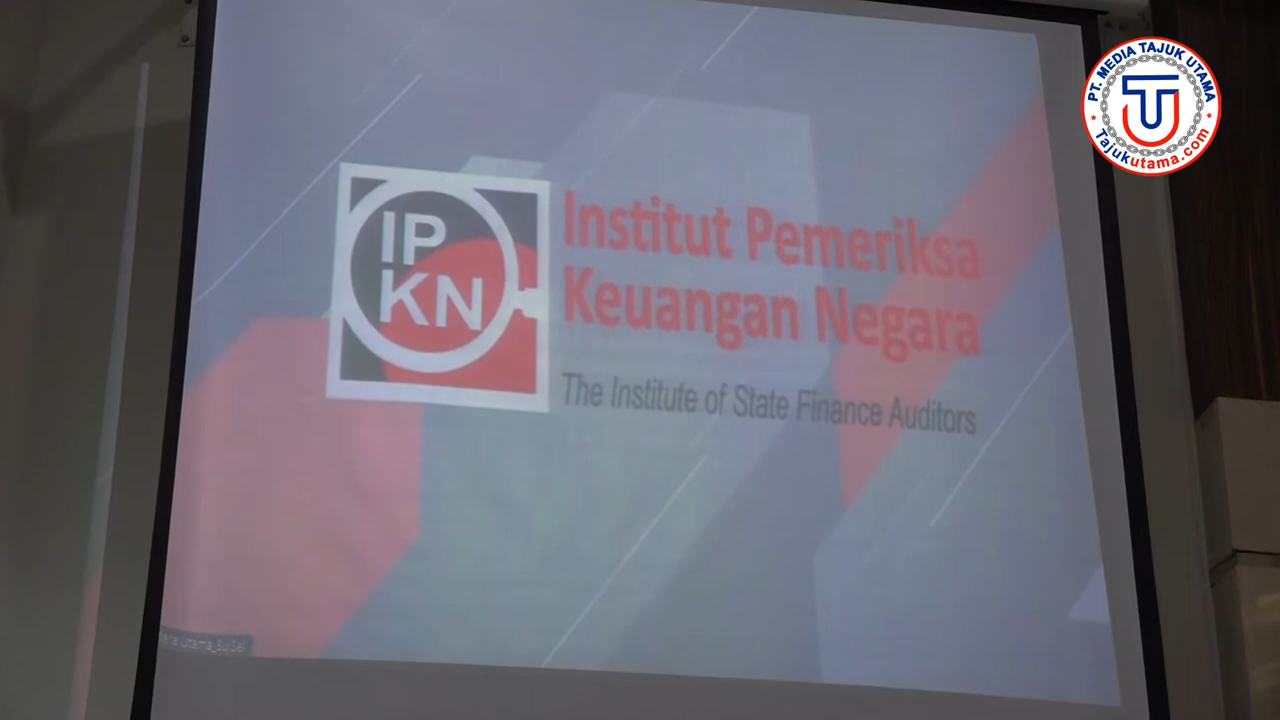 IP
KN
Institut Pemeriksa
Keuangan Negara
The Institute of State Finance Auditors
PT. MEDIA TAJUK UTAMA
TU
Tajukutama.com